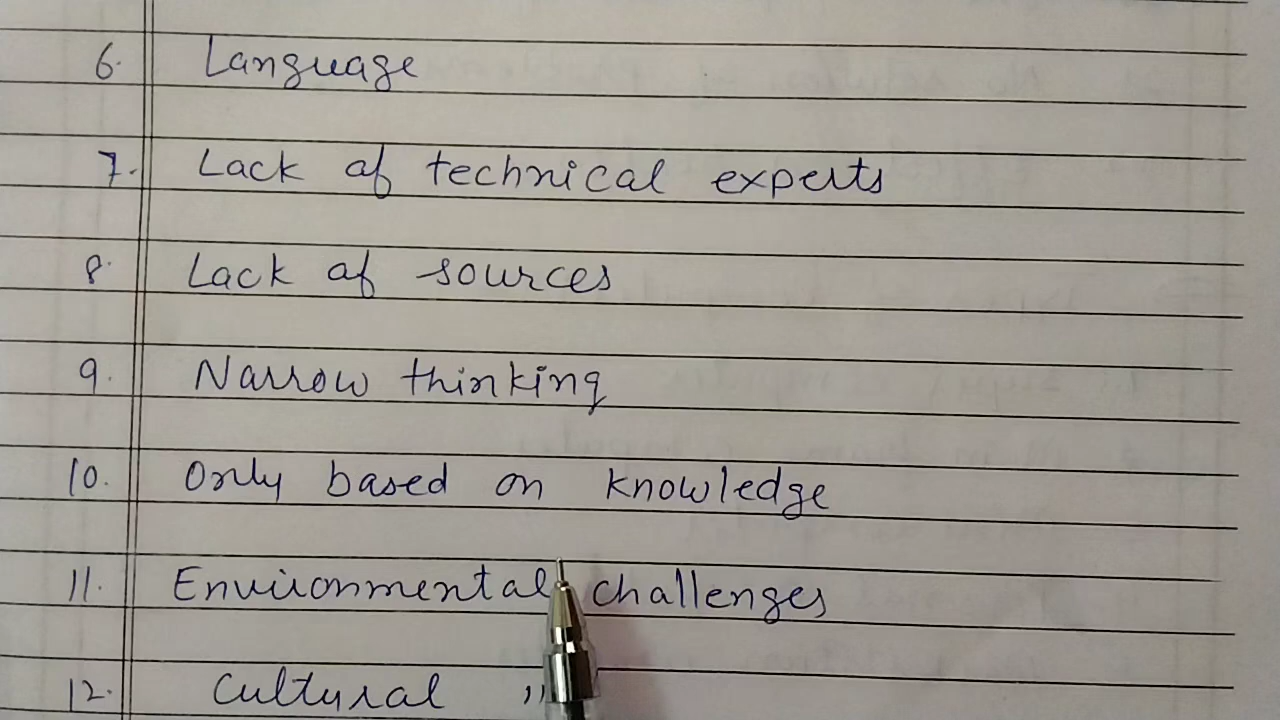 6. Language
7. Lack of technical experts
8. Lack of sources
9. Narrow thinking
10. Only based on knowledge
11. Environmental challenges
12. Cultural "